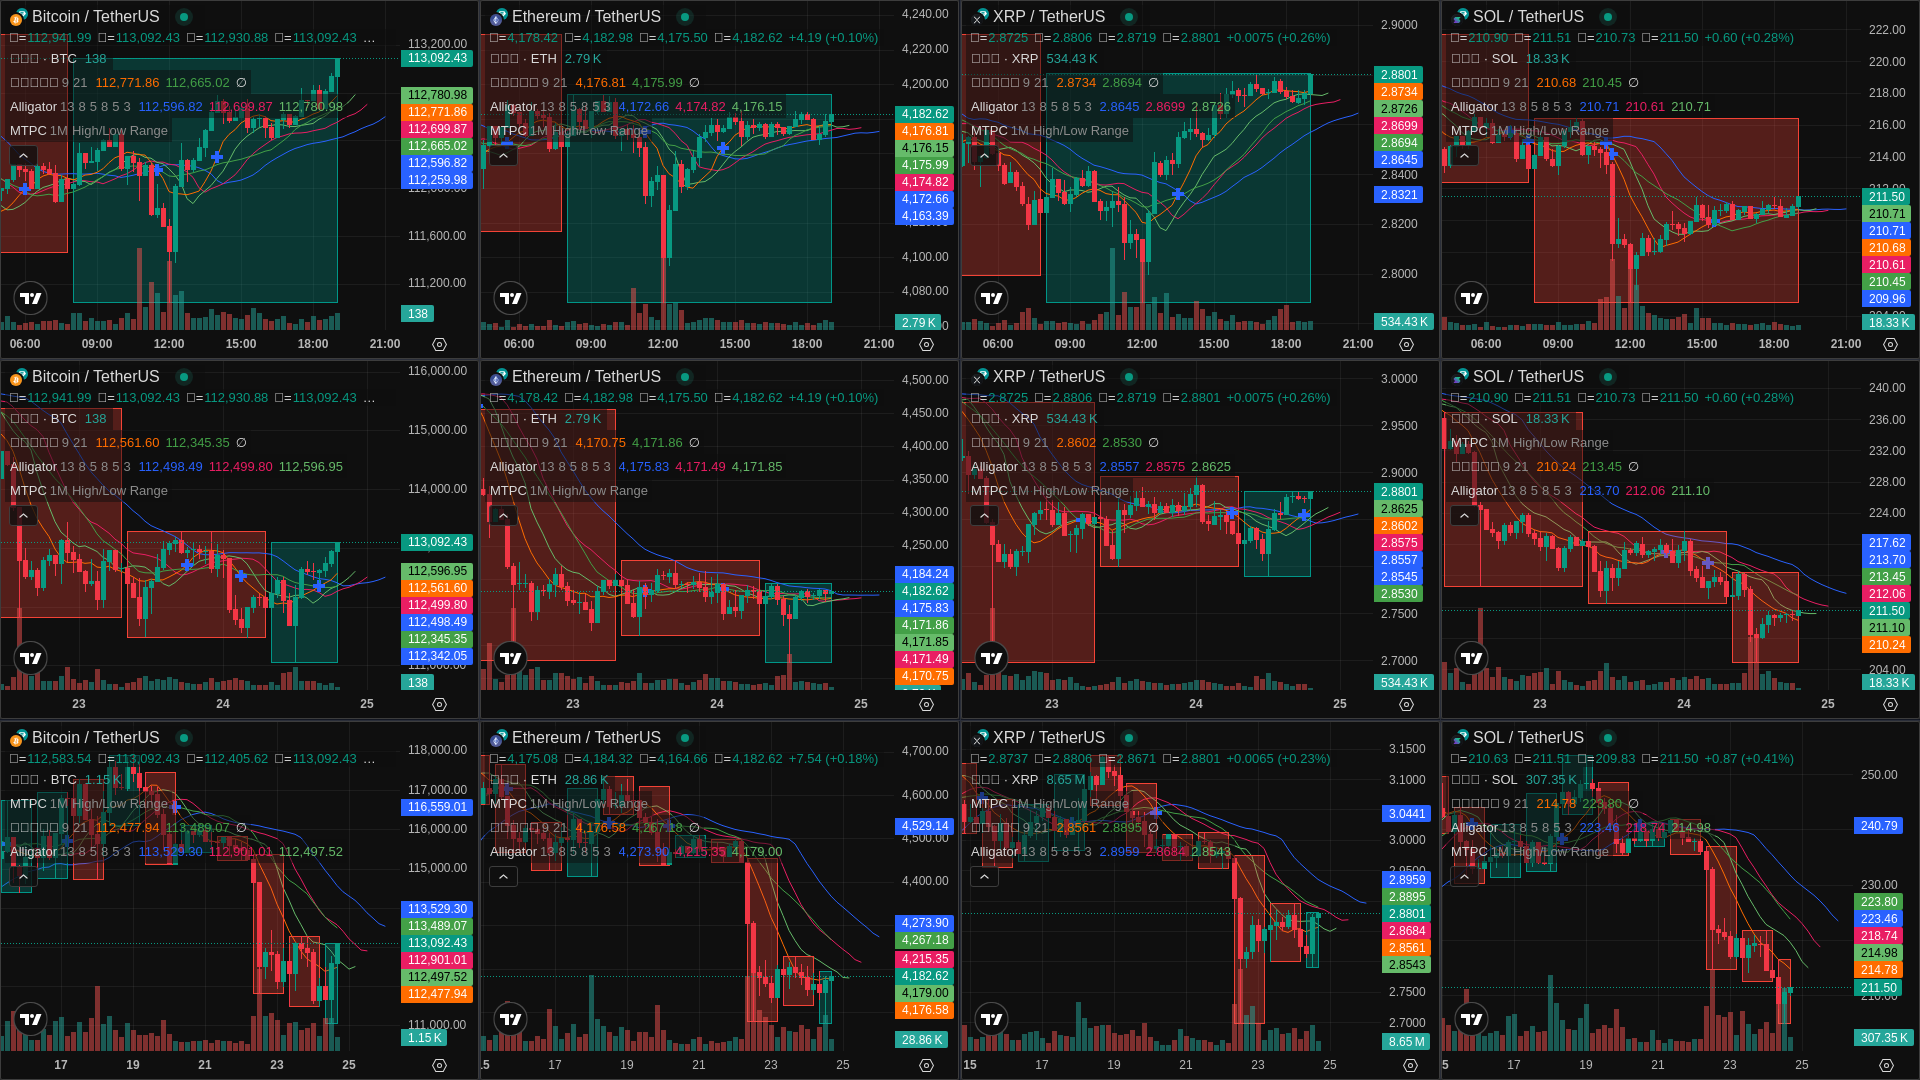 Bitcoin / TetherUS
=112,941.99 =113,092.43 =112,930.88 =113,092.43 ...
· BTC 138
9 21 112,771.86 112,665.02 ∅
Alligator 13 8 5 8 5 3 112,596.82 112,699.87 112,780.98
MTPC 1M High/Low Range
113,200.00
113,092.43
112,780.98
112,771.86
112,699.87
112,665.02
112,596.82
112,259.98
111,600.00
111,200.00
138
06:00 09:00 12:00 15:00 18:00 21:00
Ethereum / TetherUS
=4,178.42 =4,182.98 =4,175.50 =4,182.62 +4.19 (+0.10%)
· ETH 2.79 K
9 21 4,176.81 4,175.99 ∅
Alligator 13 8 5 8 5 3 4,172.66 4,174.82 4,176.15
MTPC 1M High/Low Range
4,240.00
4,220.00
4,200.00
4,182.62
4,176.81
4,176.15
4,175.99
4,174.82
4,172.66
4,163.39
4,100.00
4,080.00
2.79 K
06:00 09:00 12:00 15:00 18:00 21:00
XRP / TetherUS
=2.8725 =2.8806 =2.8719 =2.8801 +0.0075 (+0.26%)
· XRP 534.43 K
9 21 2.8734 2.8694 ∅
Alligator 13 8 5 8 5 3 2.8645 2.8699 2.8726
MTPC 1M High/Low Range
2.9000
2.8801
2.8734
2.8726
2.8699
2.8694
2.8645
2.8400
2.8321
2.8200
2.8000
534.43 K
06:00 09:00 12:00 15:00 18:00 21:00
SOL / TetherUS
=210.90 =211.51 =210.73 =211.50 +0.60 (+0.28%)
· SOL 18.33 K
9 21 210.68 210.45 ∅
Alligator 13 8 5 8 5 3 210.71 210.61 210.71
MTPC 1M High/Low Range
222.00
220.00
218.00
216.00
214.00
211.50
210.71
210.71
210.68
210.61
210.45
209.96
18.33 K
06:00 09:00 12:00 15:00 18:00 21:00
Bitcoin / TetherUS
=112,941.99 =113,092.43 =112,930.88 =113,092.43 ...
· BTC 138
9 21 112,561.60 112,345.35 ∅
Alligator 13 8 5 8 5 3 112,498.49 112,499.80 112,596.95
MTPC 1M High/Low Range
116,000.00
115,000.00
114,000.00
113,092.43
112,596.95
112,561.60
112,499.80
112,498.49
112,345.35
112,342.05
111,000.00
138
23 24 25
Ethereum / TetherUS
=4,178.42 =4,182.98 =4,175.50 =4,182.62 +4.19 (+0.10%)
· ETH 2.79 K
9 21 4,170.75 4,171.86 ∅
Alligator 13 8 5 8 5 3 4,175.83 4,171.49 4,171.85
MTPC 1M High/Low Range
4,500.00
4,450.00
4,400.00
4,350.00
4,300.00
4,250.00
4,184.24
4,182.62
4,175.83
4,171.86
4,171.85
4,171.49
4,170.75
23 24 25
XRP / TetherUS
=2.8725 =2.8806 =2.8719 =2.8801 +0.0075 (+0.26%)
· XRP 534.43 K
9 21 2.8602 2.8530 ∅
Alligator 13 8 5 8 5 3 2.8557 2.8575 2.8625
MTPC 1M High/Low Range
3.0000
2.9500
2.9000
2.8801
2.8625
2.8602
2.8575
2.8557
2.8545
2.8530
2.7500
2.7000
534.43 K
23 24 25
SOL / TetherUS
=210.90 =211.51 =210.73 =211.50 +0.60 (+0.28%)
· SOL 18.33 K
MTPC 1M High/Low Range
9 21 210.24 213.45 ∅
Alligator 13 8 5 8 5 3 213.70 212.06 211.10
240.00
236.00
232.00
228.00
224.00
217.62
213.70
213.45
212.06
211.50
211.10
210.24
204.00
18.33 K
23 24 25
Bitcoin / TetherUS
=112,583.54 =113,092.43 =112,405.62 =113,092.43 ...
· BTC 1.15 K
MTPC 1M High/Low Range
9 21 112,477.94 113,489.07 ∅
Alligator 13 8 5 8 5 3 113,529.30 112,901.01 112,497.52
118,000.00
117,000.00
116,559.01
116,000.00
115,000.00
113,529.30
113,489.07
113,092.43
112,901.01
112,497.52
112,477.94
111,000.00
1.15 K
17 19 21 23 25
Ethereum / TetherUS
=4,175.08 =4,184.32 =4,164.66 =4,182.62 +7.54 (+0.18%)
· ETH 28.86 K
MTPC 1M High/Low Range
9 21 4,176.58 4,267.18 ∅
Alligator 13 8 5 8 5 3 4,273.90 4,215.35 4,179.00
4,700.00
4,600.00
4,529.14
4,500.00
4,400.00
4,273.90
4,267.18
4,215.35
4,182.62
4,179.00
4,176.58
28.86 K
17 19 21 23 25
XRP / TetherUS
=2.8737 =2.8806 =2.8671 =2.8801 +0.0065 (+0.23%)
· XRP 8.65 M
MTPC 1M High/Low Range
9 21 2.8561 2.8895 ∅
Alligator 13 8 5 8 5 3 2.8959 2.8684 2.8543
3.1500
3.1000
3.0441
3.0000
2.9500
2.8959
2.8895
2.8801
2.8684
2.8561
2.8543
2.7500
2.7000
8.65 M
15 17 19 21 23 25
SOL / TetherUS
=210.63 =211.51 =209.83 =211.50 +0.87 (+0.41%)
· SOL 307.35 K
9 21 214.78 223.80 ∅
Alligator 13 8 5 8 5 3 223.46 218.74 214.98
MTPC 1M High/Low Range
250.00
240.79
230.00
223.80
223.46
218.74
214.98
214.78
211.50
210.00
307.35 K
17 19 21 23 25